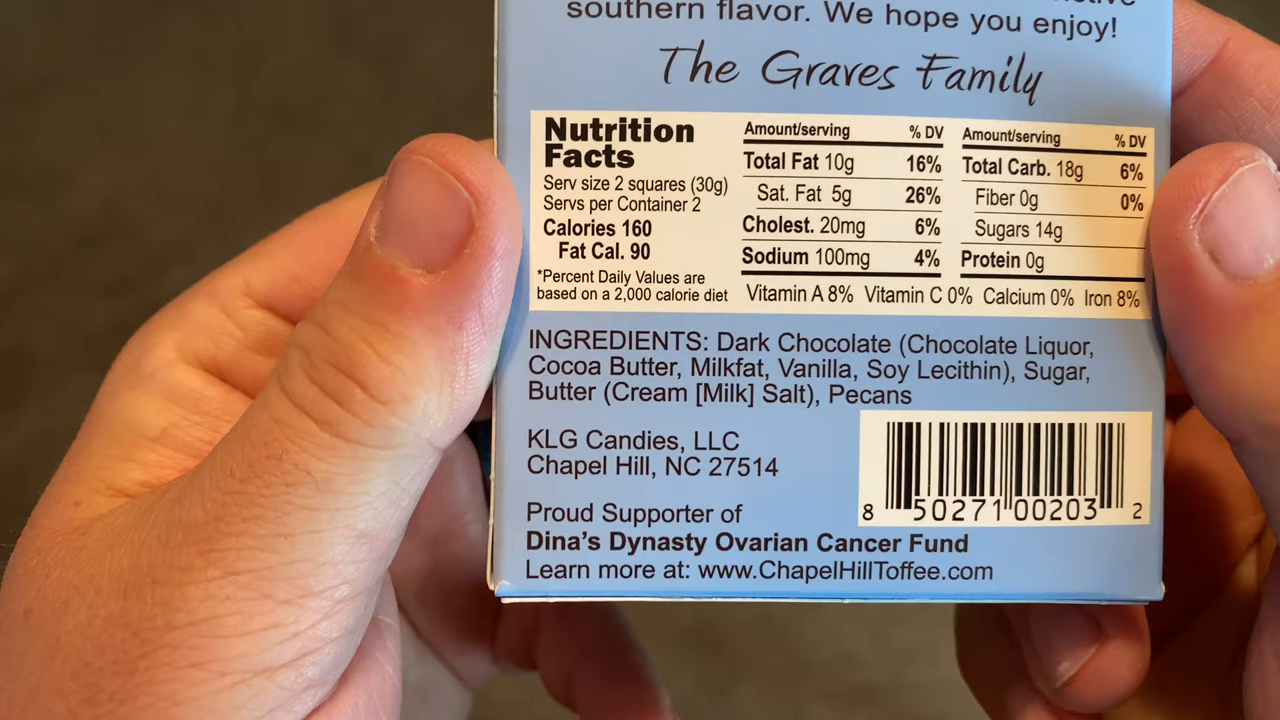 southern flavor. We hope you enjoy!
The Graves Family
Nutrition
Facts
Serv size 2 squares (30g)
Servs per Container 2
Calories 160
Fat Cal. 90
*Percent Daily Values are
based on a 2,000 calorie diet
Amount/serving % DV
Total Fat 10g 16%
Sat. Fat 5g 26%
Cholest. 20mg 6%
Sodium 100mg 4%
Amount/serving % DV
Total Carb. 18g 6%
Fiber 0g 0%
Sugars 14g
Protein 0g
Vitamin A 8% Vitamin C 0% Calcium 0% Iron 8%
INGREDIENTS: Dark Chocolate (Chocolate Liquor,
Cocoa Butter, Milkfat, Vanilla, Soy Lecithin), Sugar,
Butter (Cream [Milk] Salt), Pecans
KLG Candies, LLC
Chapel Hill, NC 27514
8 50271 00203 2
Proud Supporter of
Dina's Dynasty Ovarian Cancer Fund
Learn more at: www.ChapelHillToffee.com